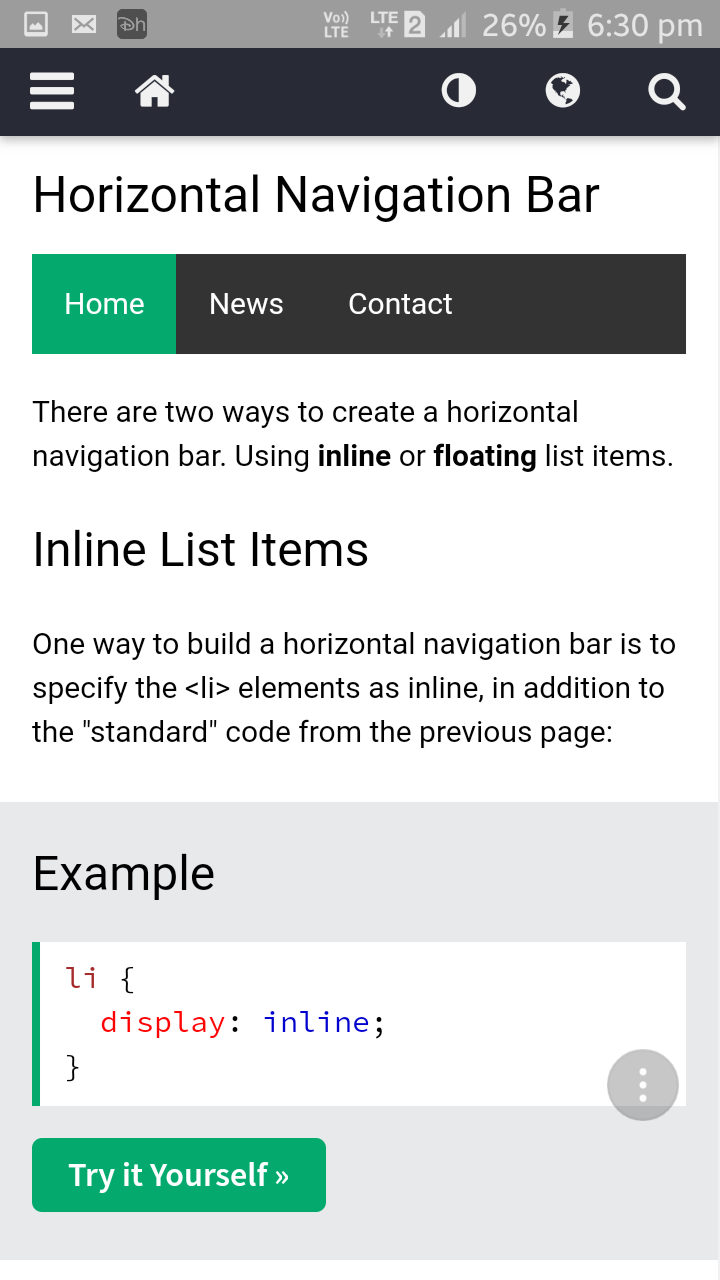 Dh Vo)) LTE LTE 2 26% 6:30 pm
Horizontal Navigation Bar
Home News Contact
There are two ways to create a horizontal
navigation bar. Using inline or floating list items.
Inline List Items
One way to build a horizontal navigation bar is to
specify the <li> elements as inline, in addition to
the "standard" code from the previous page:
Example
li {
  display: inline;
}
Try it Yourself »